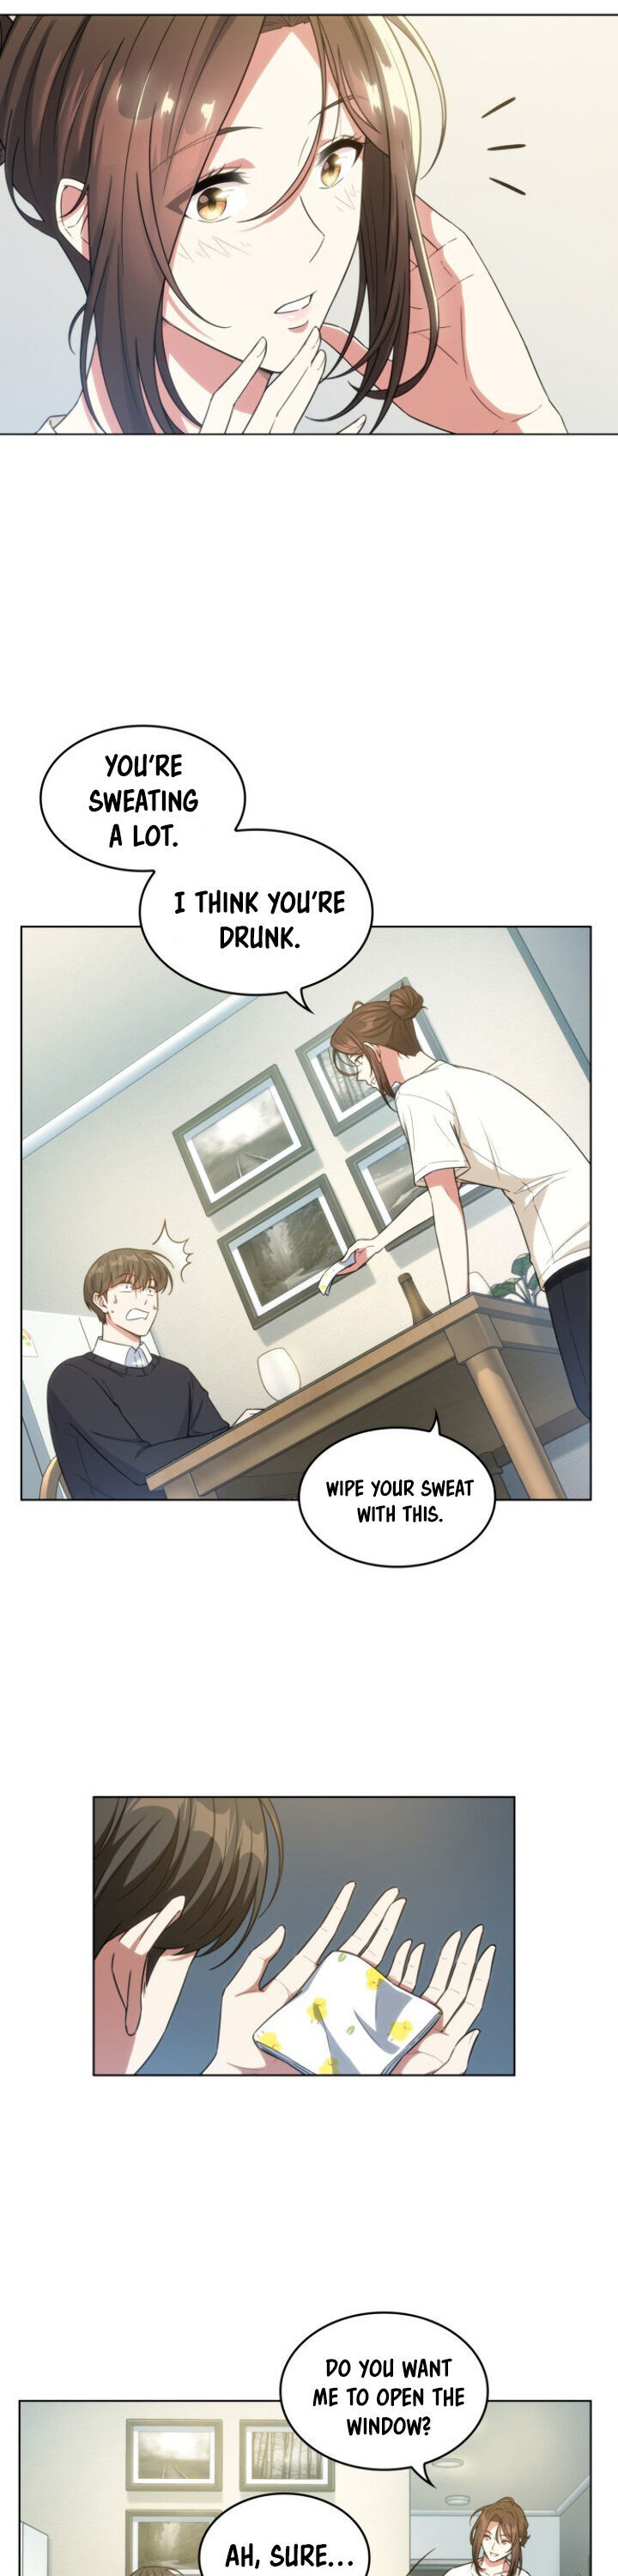 YOU'RE
SWEATING
A LOT.
I THINK YOU'RE
DRUNK.
WIPE YOUR SWEAT
WITH THIS.
DO YOU WANT
ME TO OPEN THE
WINDOW?
AH, SURE...